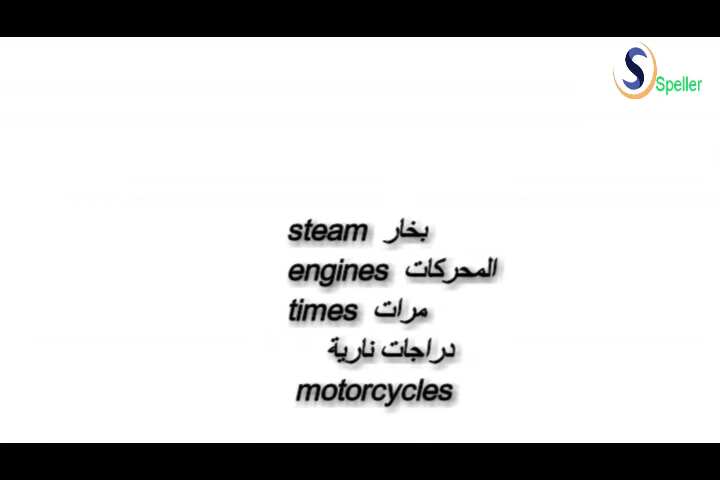 Speller
steam بخار
engines المحركات
times مرات
دراجات نارية
motorcycles